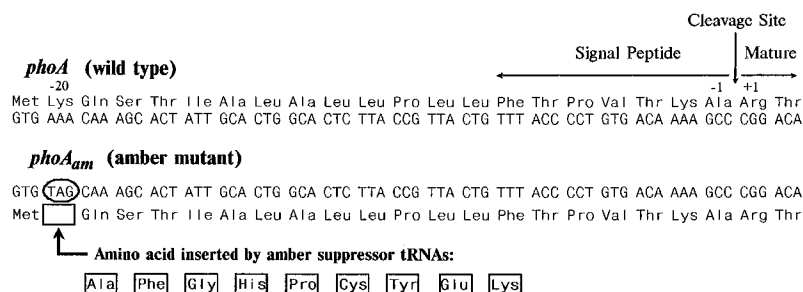 Cleavage Site
Signal Peptide Mature
phoA (wild type)
-20 -1 +1
Met Lys Gln Ser Thr Ile Ala Leu Ala Leu Leu Pro Leu Leu Phe Thr Pro Val Thr Lys Ala Arg Thr
GTG AAA CAA AGC ACT ATT GCA CTG GCA CTC TTA CCG TTA CTG TTT ACC CCT GTG ACA AAA GCC CGG ACA
phoAam (amber mutant)
GTG TAG CAA AGC ACT ATT GCA CTG GCA CTC TTA CCG TTA CTG TTT ACC CCT GTG ACA AAA GCC CGG ACA
Met Gln Ser Thr Ile Ala Leu Ala Leu Leu Pro Leu Leu Phe Thr Pro Val Thr Lys Ala Arg Thr
Amino acid inserted by amber suppressor tRNAs:
Ala Phe Gly His Pro Cys Tyr Glu Lys